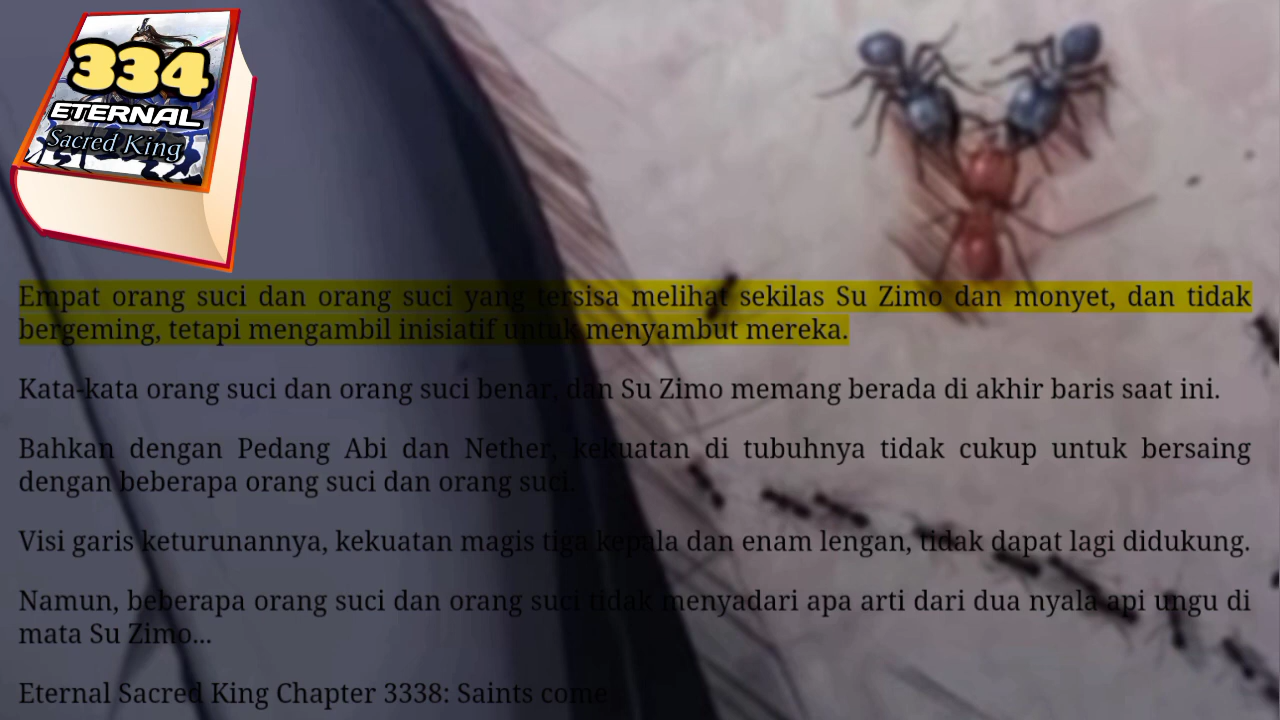 334
ETERNAL
Sacred King
Empat orang suci dan orang suci yang tersisa melihat sekilas Su Zimo dan monyet, dan tidak
bergeming, tetapi mengambil inisiatif untuk menyambut mereka.
Kata-kata orang suci dan orang suci benar, dan Su Zimo memang berada di akhir baris saat ini.
Bahkan dengan Pedang Abi dan Nether, kekuatan di tubuhnya tidak cukup untuk bersaing
dengan beberapa orang suci dan orang suci.
Visi garis keturunannya, kekuatan magis tiga kepala dan enam lengan, tidak dapat lagi didukung.
Namun, beberapa orang suci dan orang suci tidak menyadari apa arti dari dua nyala api ungu di
mata Su Zimo...
Eternal Sacred King Chapter 3338: Saints come